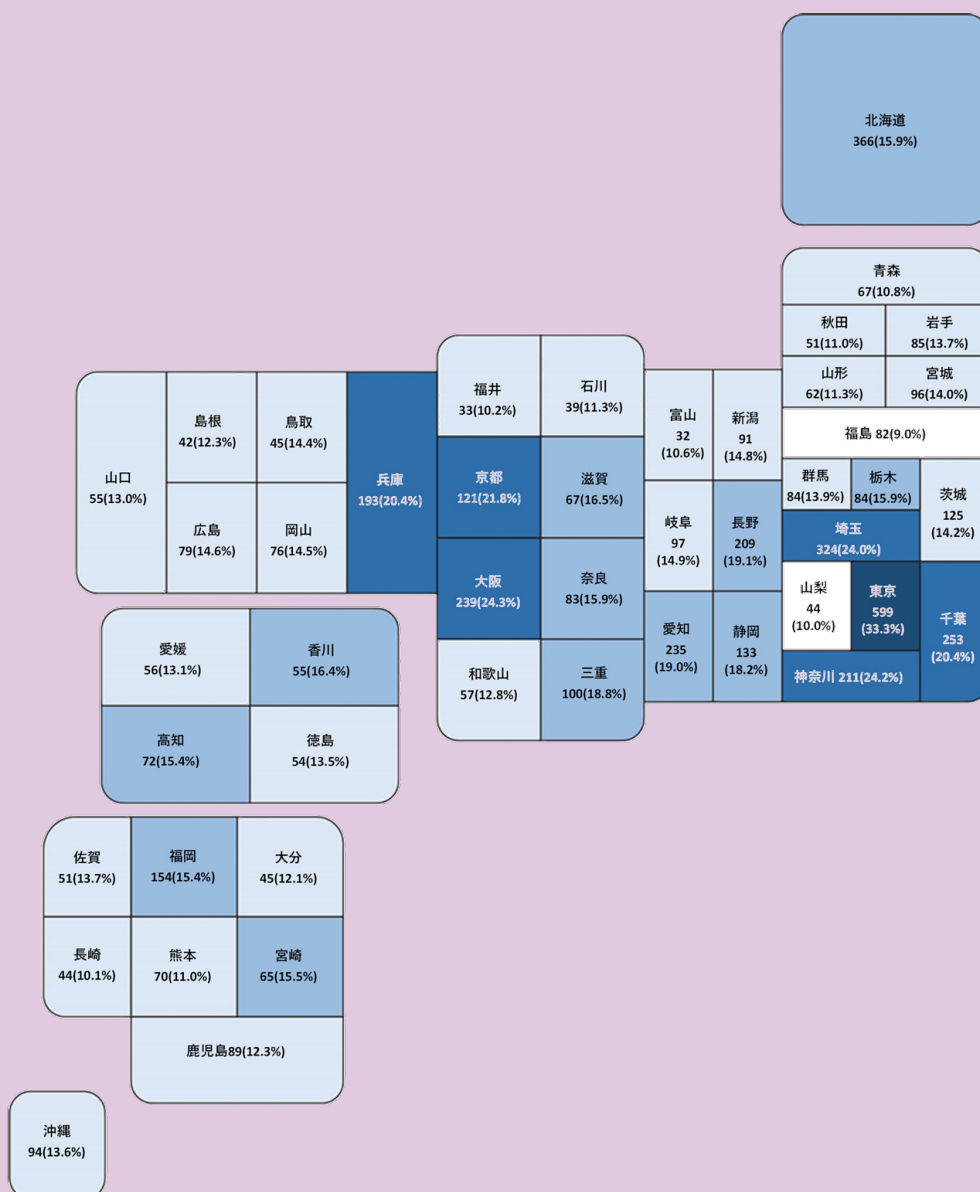 北海道
366(15.9%)
青森
67(10.8%)
秋田
51(11.0%)
岩手
85(13.7%)
山形
62(11.3%)
宮城
96(14.0%)
福島 82(9.0%)
群馬
84(13.9%)
栃木
84(15.9%)
茨城
125
(14.2%)
埼玉
324(24.0%)
山梨
44
(10.0%)
東京
599
(33.3%)
千葉
253
(20.4%)
神奈川 211(24.2%)
富山
32
(10.6%)
新潟
91
(14.8%)
岐阜
97
(14.9%)
長野
209
(19.1%)
愛知
235
(19.0%)
静岡
133
(18.2%)
福井
33(10.2%)
石川
39(11.3%)
京都
121(21.8%)
滋賀
67(16.5%)
大阪
239(24.3%)
奈良
83(15.9%)
和歌山
57(12.8%)
三重
100(18.8%)
山口
55(13.0%)
島根
42(12.3%)
鳥取
45(14.4%)
兵庫
193(20.4%)
広島
79(14.6%)
岡山
76(14.5%)
愛媛
56(13.1%)
香川
55(16.4%)
高知
72(15.4%)
徳島
54(13.5%)
佐賀
51(13.7%)
福岡
154(15.4%)
大分
45(12.1%)
長崎
44(10.1%)
熊本
70(11.0%)
宮崎
65(15.5%)
鹿児島89(12.3%)
沖縄
94(13.6%)